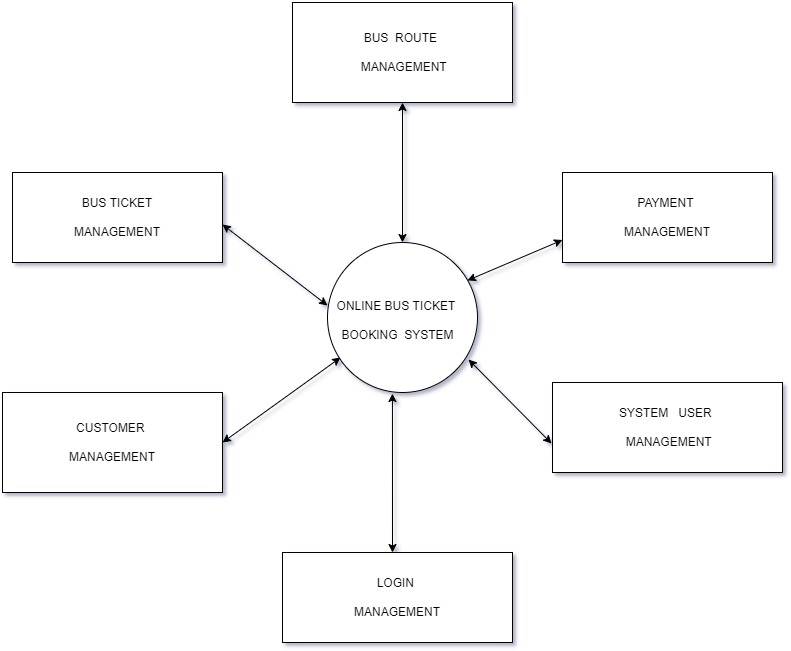 BUS ROUTE
MANAGEMENT
BUS TICKET
MANAGEMENT
PAYMENT
MANAGEMENT
ONLINE BUS TICKET
BOOKING SYSTEM
CUSTOMER
MANAGEMENT
SYSTEM USER
MANAGEMENT
LOGIN
MANAGEMENT